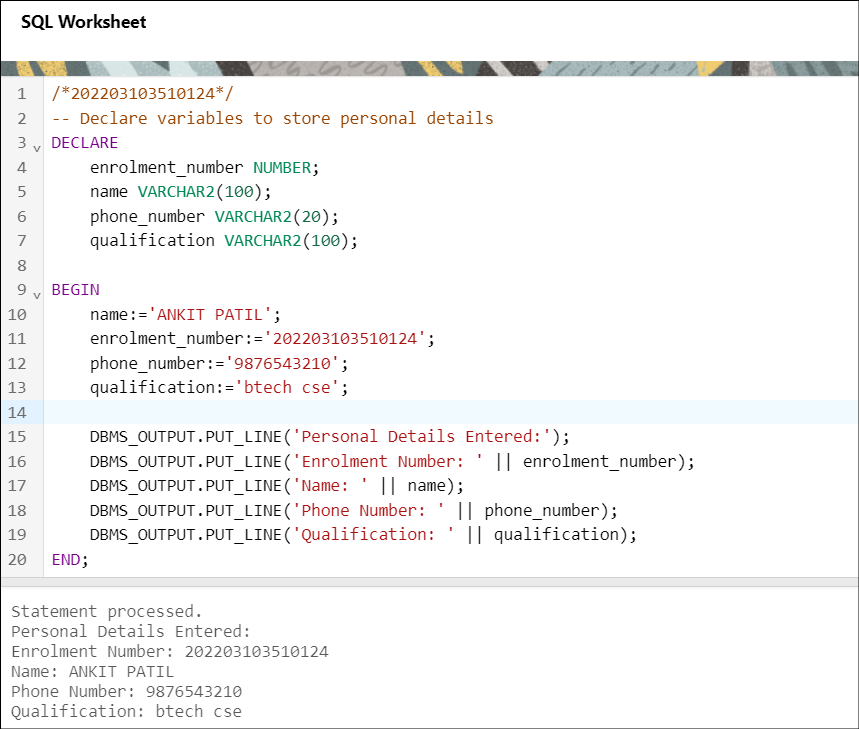 SQL Worksheet
1 /*202203103510124*/
2 -- Declare variables to store personal details
3 DECLARE
4 enrolment_number NUMBER;
5 name VARCHAR2(100);
6 phone_number VARCHAR2(20);
7 qualification VARCHAR2(100);
8
9 BEGIN
10 name:='ANKIT PATIL';
11 enrolment_number:='202203103510124';
12 phone_number:='9876543210';
13 qualification:='btech cse';
14
15 DBMS_OUTPUT.PUT_LINE('Personal Details Entered:');
16 DBMS_OUTPUT.PUT_LINE('Enrolment Number: ' || enrolment_number);
17 DBMS_OUTPUT.PUT_LINE('Name: ' || name);
18 DBMS_OUTPUT.PUT_LINE('Phone Number: ' || phone_number);
19 DBMS_OUTPUT.PUT_LINE('Qualification: ' || qualification);
20 END;
Statement processed.
Personal Details Entered:
Enrolment Number: 202203103510124
Name: ANKIT PATIL
Phone Number: 9876543210
Qualification: btech cse